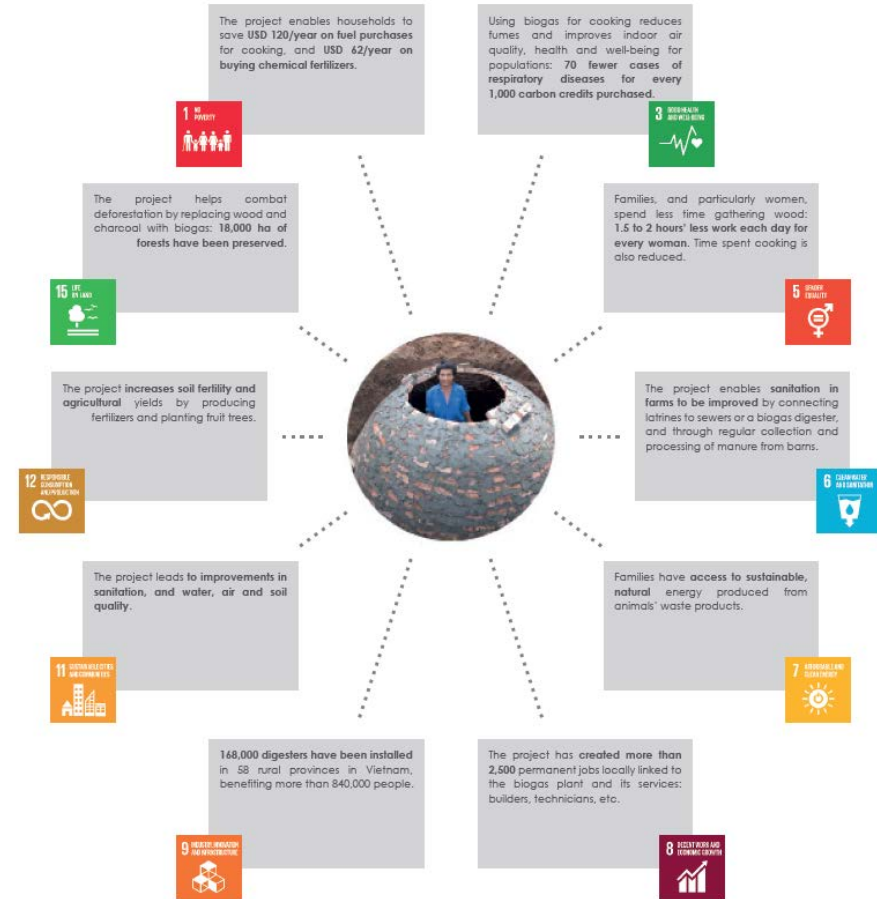 The project enables households to
save USD 120/year on fuel purchases
for cooking, and USD 62/year on
buying chemical fertilizers.
1 NO
POVERTY
Using biogas for cooking reduces
fumes and improves indoor air
quality, health and well-being for
populations: 70 fewer cases of
respiratory diseases for every
1,000 carbon credits purchased.
3 GOOD HEALTH
AND WELL-BEING
The project helps combat
deforestation by replacing wood and
charcoal with biogas: 18,000 ha of
forests have been preserved.
15 LIFE
ON LAND
Families, and particularly women,
spend less time gathering wood:
1.5 to 2 hours' less work each day for
every woman. Time spent cooking is
also reduced.
5 GENDER
EQUALITY
The project increases soil fertility and
agricultural yields by producing
fertilizers and planting fruit trees.
12 RESPONSIBLE
CONSUMPTION
AND PRODUCTION
The project enables sanitation in
farms to be improved by connecting
latrines to sewers or a biogas digester,
and through regular collection and
processing of manure from barns.
6 CLEAN WATER
AND SANITATION
The project leads to improvements in
sanitation, and water, air and soil
quality.
11 SUSTAINABLE CITIES
AND COMMUNITIES
Families have access to sustainable,
natural energy produced from
animals' waste products.
7 AFFORDABLE AND
CLEAN ENERGY
168,000 digesters have been installed
in 58 rural provinces in Vietnam,
benefiting more than 840,000 people.
9 INDUSTRY, INNOVATION
AND INFRASTRUCTURE
The project has created more than
2,500 permanent jobs locally linked to
the biogas plant and its services:
builders, technicians, etc.
8 DECENT WORK AND
ECONOMIC GROWTH